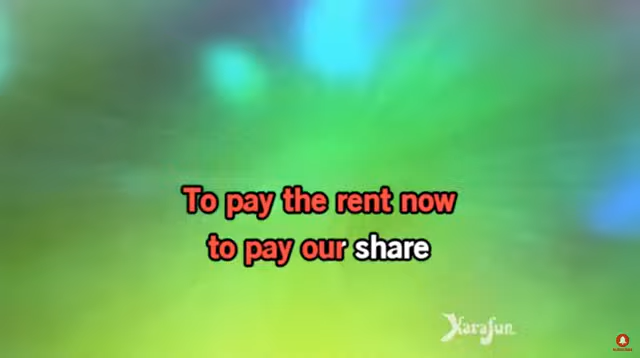 To pay the rent now
to pay our share
KaraFun